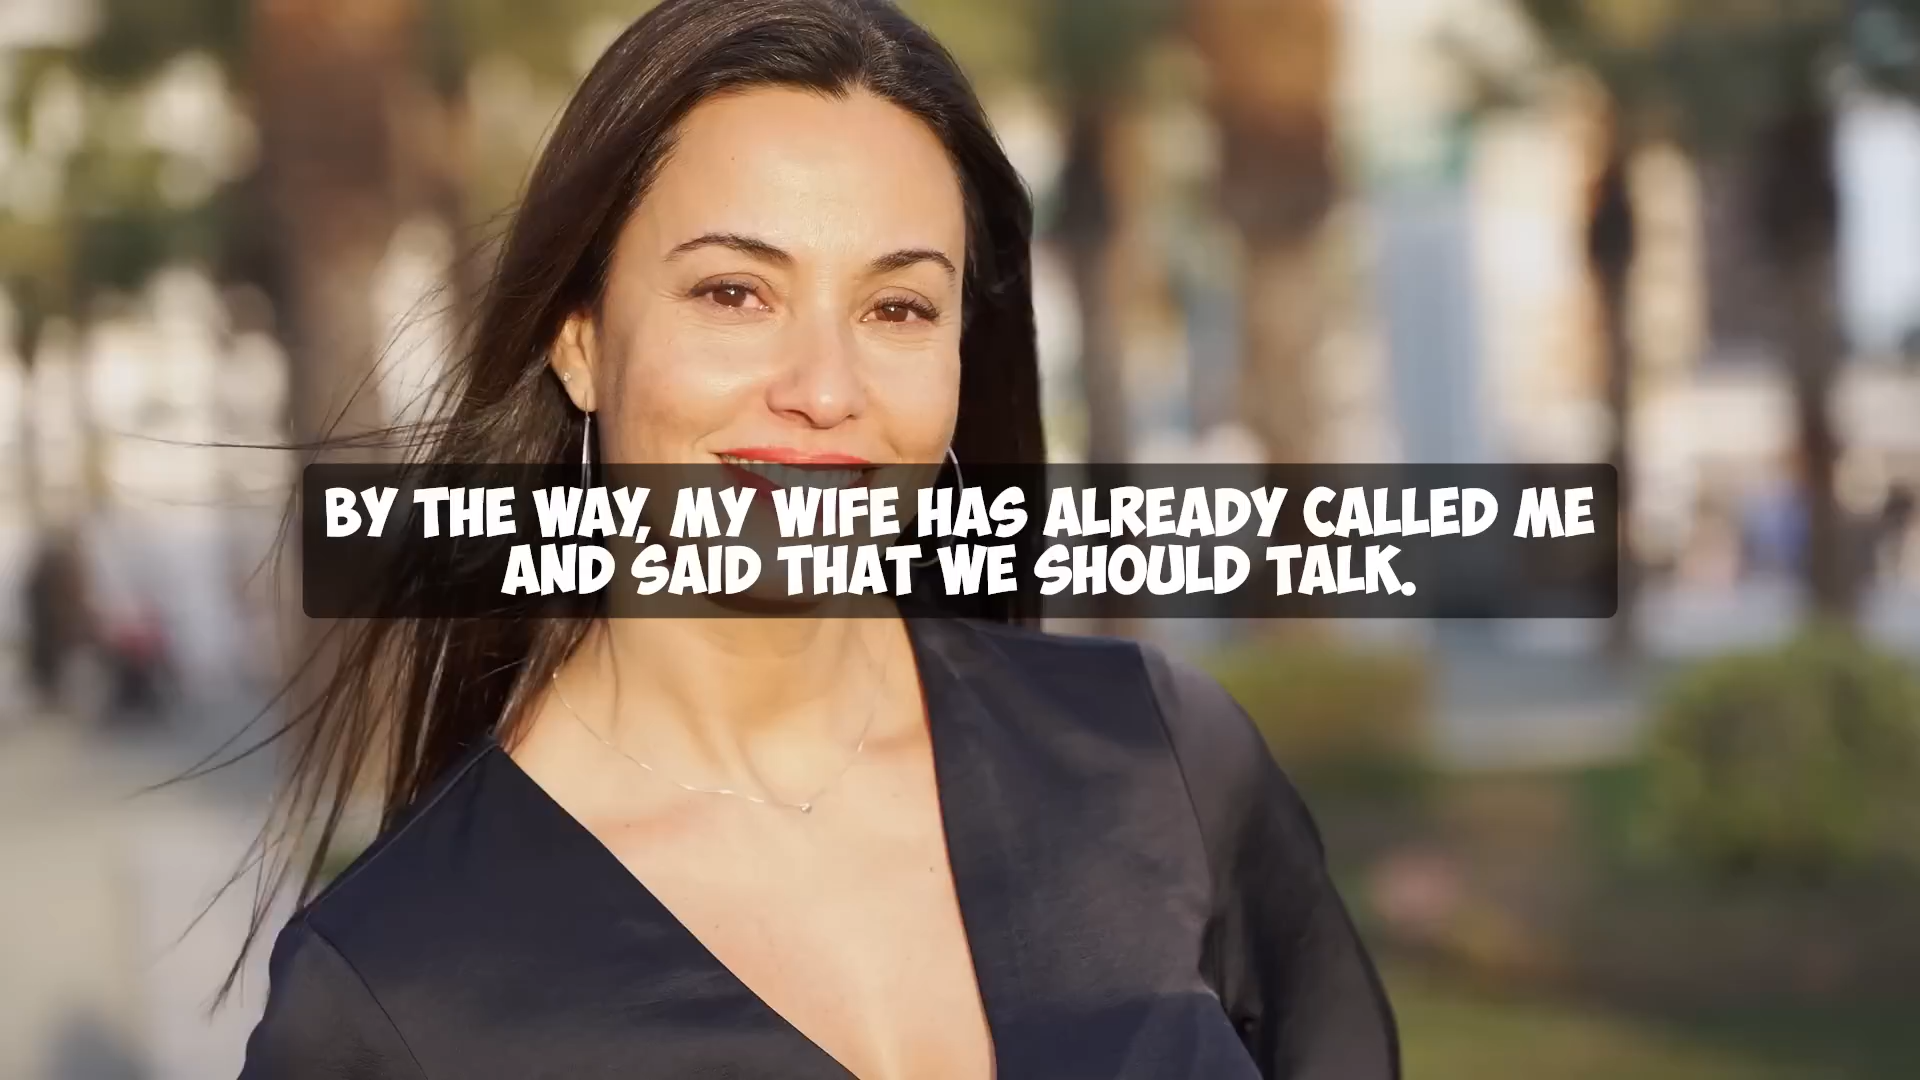 BY THE WAY, MY WIFE HAS ALREADY CALLED ME
AND SAID THAT WE SHOULD TALK.